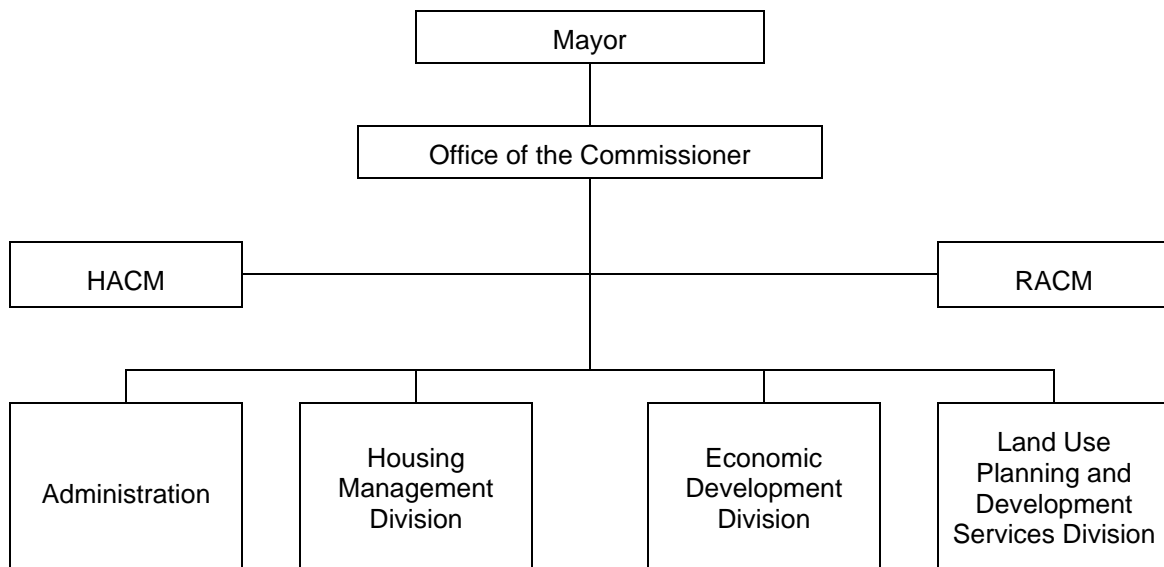 Mayor
Office of the Commissioner
HACM
RACM
Administration
Housing
Management
Division
Economic
Development
Division
Land Use
Planning and
Development
Services Division